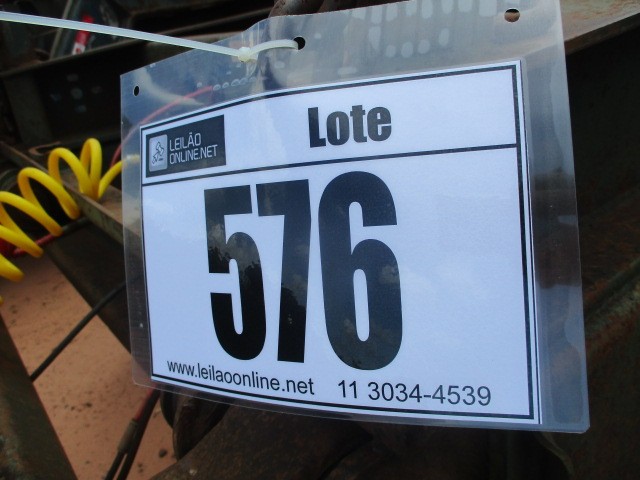 LEILÃO
ONLINE.NET
Lote
576
www.leilaoonline.net 11 3034-4539